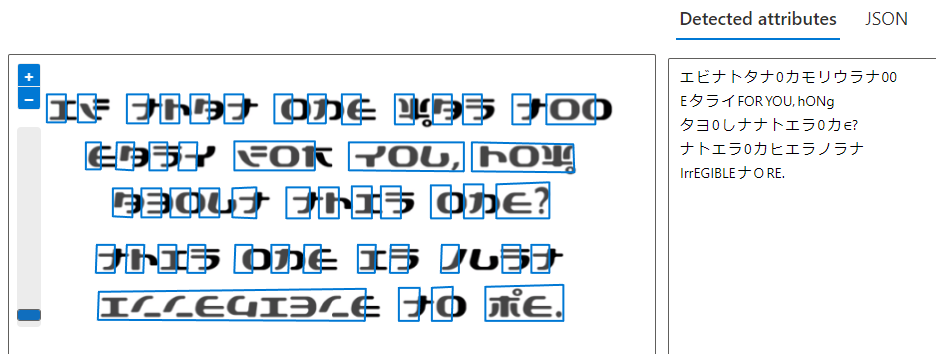 Detected attributes JSON
+
−
IF THAT ONE WAS TOO
EASY FOR YOU, HOW
ABOUT THIS ONE?
THIS ONE IS JUST
ILLEGIBLE TO ME.
エビナトタナ0カモリウラナ00
EタライFOR YOU, hONg
タヨ0しナナトエラ0カ∈?
ナトエラ0カヒエラノラナ
IrrEGIBLEナO RE.